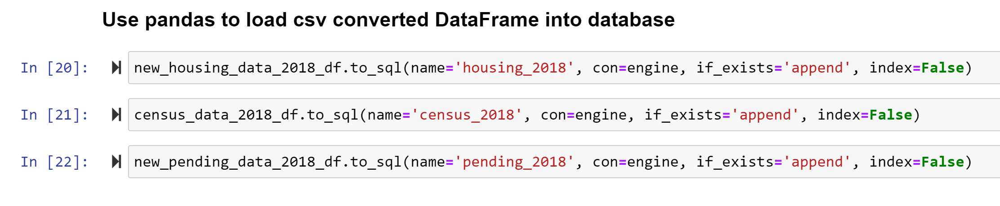 Use pandas to load csv converted DataFrame into database
In [20]: new_housing_data_2018_df.to_sql(name='housing_2018', con=engine, if_exists='append', index=False)
In [21]: census_data_2018_df.to_sql(name='census_2018', con=engine, if_exists='append', index=False)
In [22]: new_pending_data_2018_df.to_sql(name='pending_2018', con=engine, if_exists='append', index=False)